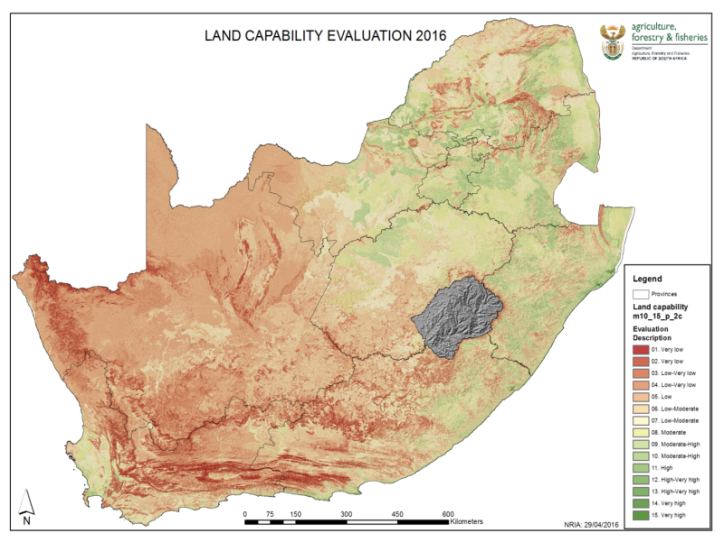 LAND CAPABILITY EVALUATION 2016
agriculture,
forestry & fisheries
Department:
Agriculture, Forestry and Fisheries
REPUBLIC OF SOUTH AFRICA
Legend
Provinces
Land capability
m10_15_p_2c
Evaluation
Description
01. Very low
02. Very low
03. Low-Very low
04. Low-Very low
05. Low
06. Low-Moderate
07. Low-Moderate
08. Moderate
09. Moderate-High
10. Moderate-High
11. High
12. High-Very high
13. High-Very high
14. Very high
15. Very high
N
0 75 150 300 450 600
Kilometers
NRIA: 29/04/2016